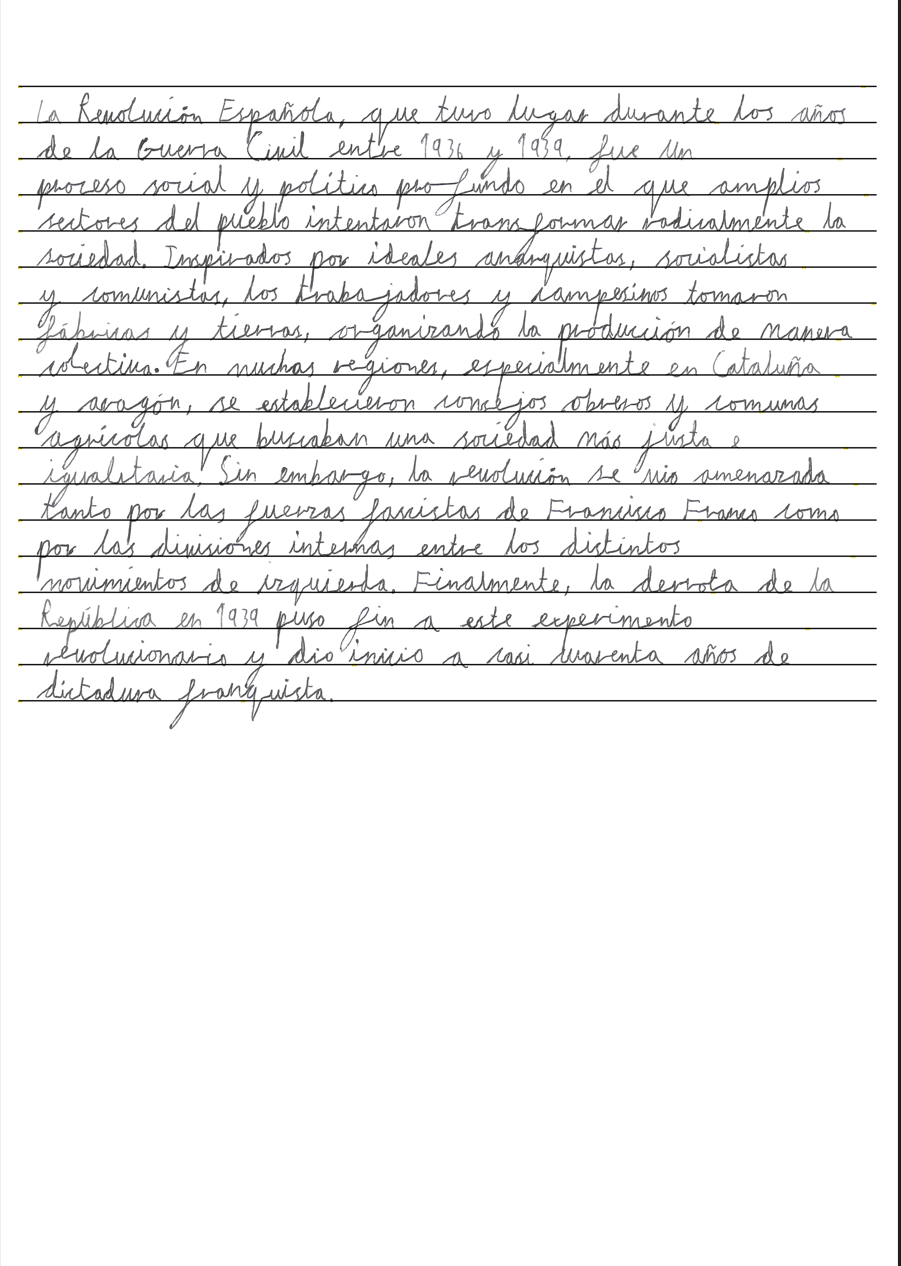 La Revolución Española, que tuvo lugar durante los años
de la Guerra Civil entre 1936 y 1939, fue un
proceso social y político profundo en el que amplios
sectores del pueblo intentaron transformar radicalmente la
sociedad. Inspirados por ideales anarquistas, socialistas
y comunistas, los trabajadores y campesinos tomaron
fábricas y tierras, organizando la producción de manera
colectiva. En muchas regiones, especialmente en Cataluña
y aragón, se establecieron concejos obreros y comunas
agrícolas que buscaban una sociedad más justa e
igualitaria. Sin embargo, la revolución se vio amenazada
tanto por las fuerzas fascistas de Francisco Franco como
por las divisiones internas entre los distintos
movimientos de izquierda. Finalmente, la derrota de la
República en 1939 puso fin a este experimento
revolucionario y dio inicio a casi cuarenta años de
dictadura franquista.